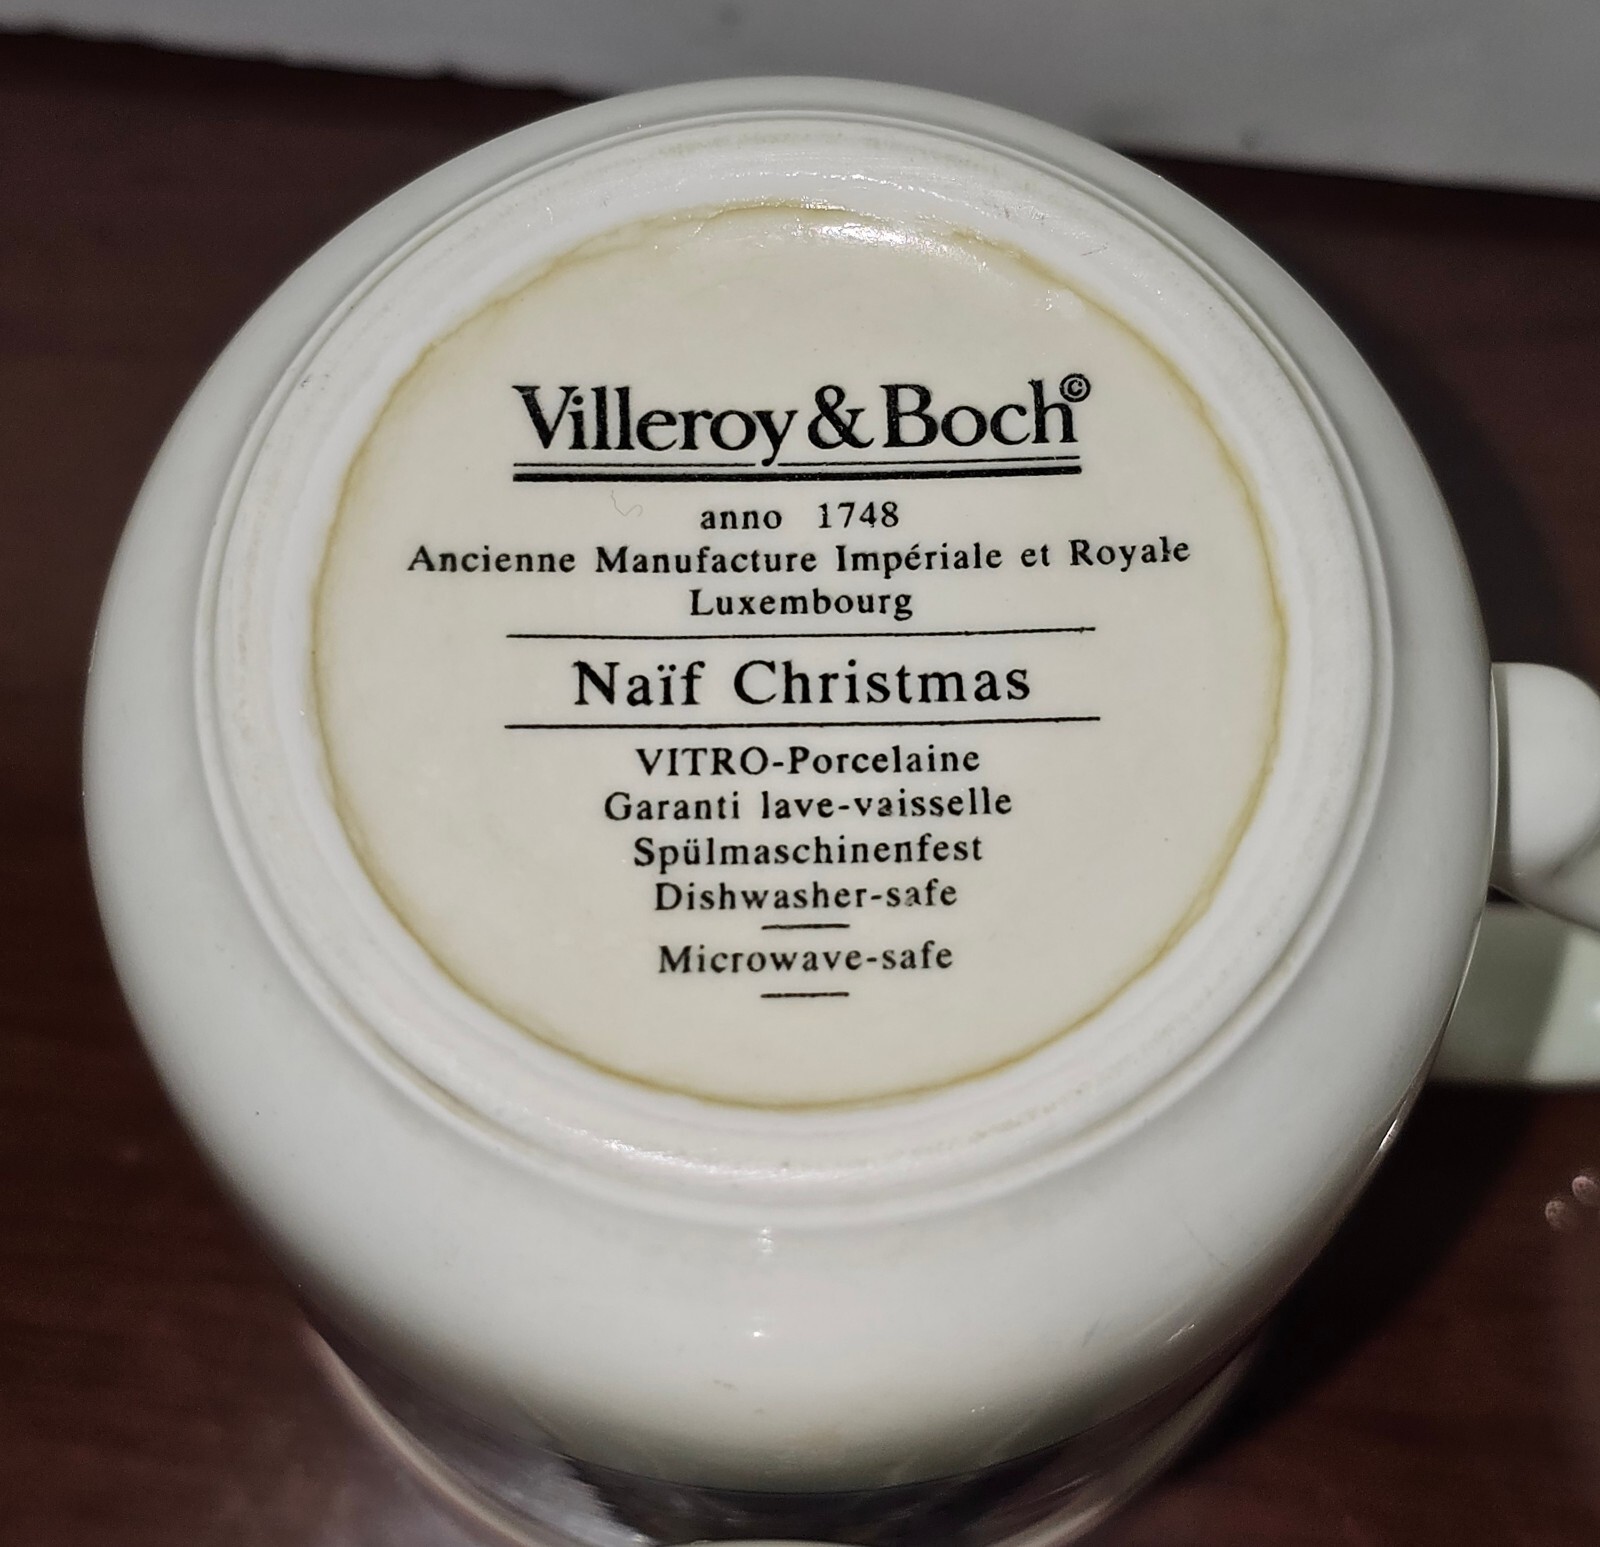 Villeroy & Boch©
anno 1748
Ancienne Manufacture Impériale et Royale
Luxembourg
Naïf Christmas
VITRO-Porcelaine
Garanti lave-vaisselle
Spülmaschinenfest
Dishwasher-safe
Microwave-safe